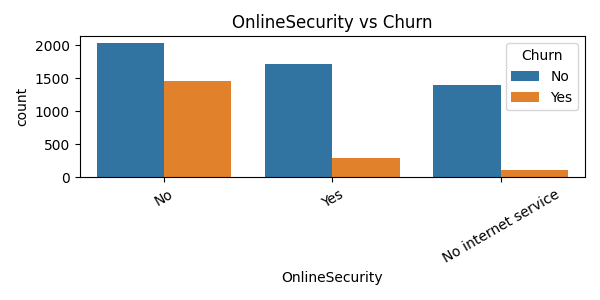 OnlineSecurity vs Churn
2000
1500
1000
500
0
count
Churn
No
Yes
No
Yes
No internet service
OnlineSecurity